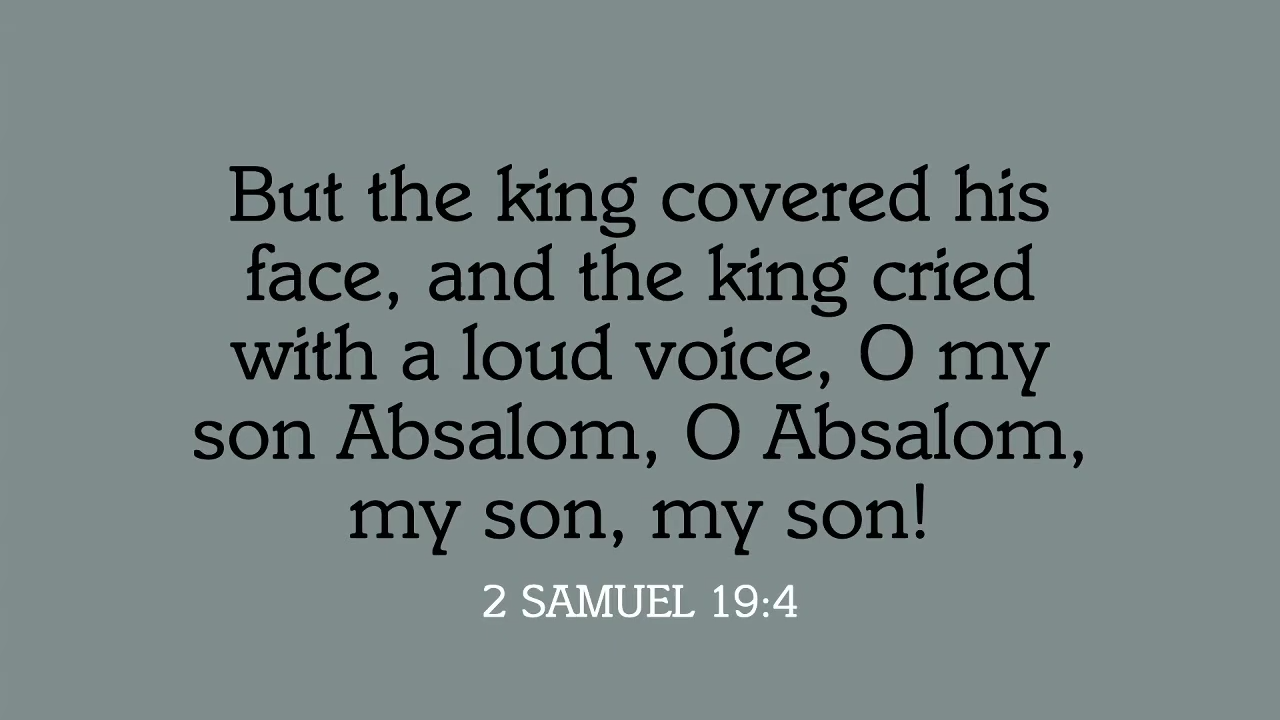 But the king covered his
face, and the king cried
with a loud voice, O my
son Absalom, O Absalom,
my son, my son!
2 SAMUEL 19:4